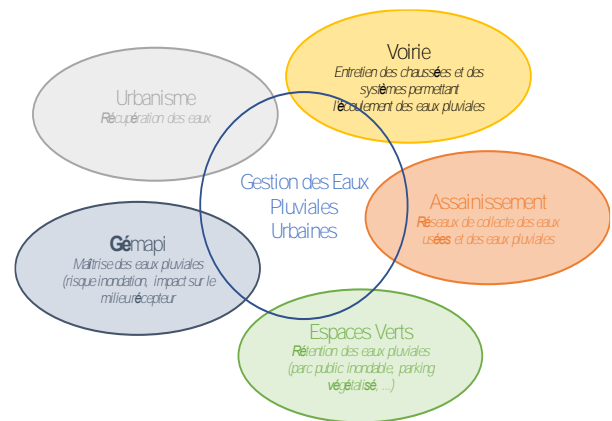 Voirie
Entretien des chaussées et des
systèmes permettant
l'écoulement des eaux pluviales
Urbanisme
Récupération des eaux
Gestion des Eaux
Pluviales
Urbaines
Assainissement
Réseaux de collecte des eaux
usées et des eaux pluviales
Gémapi
Maîtrise des eaux pluviales
(risque inondation, impact sur le
milieu récepteur
Espaces Verts
Rétention des eaux pluviales
(parc public inondable, parking
végétalisé, ...)